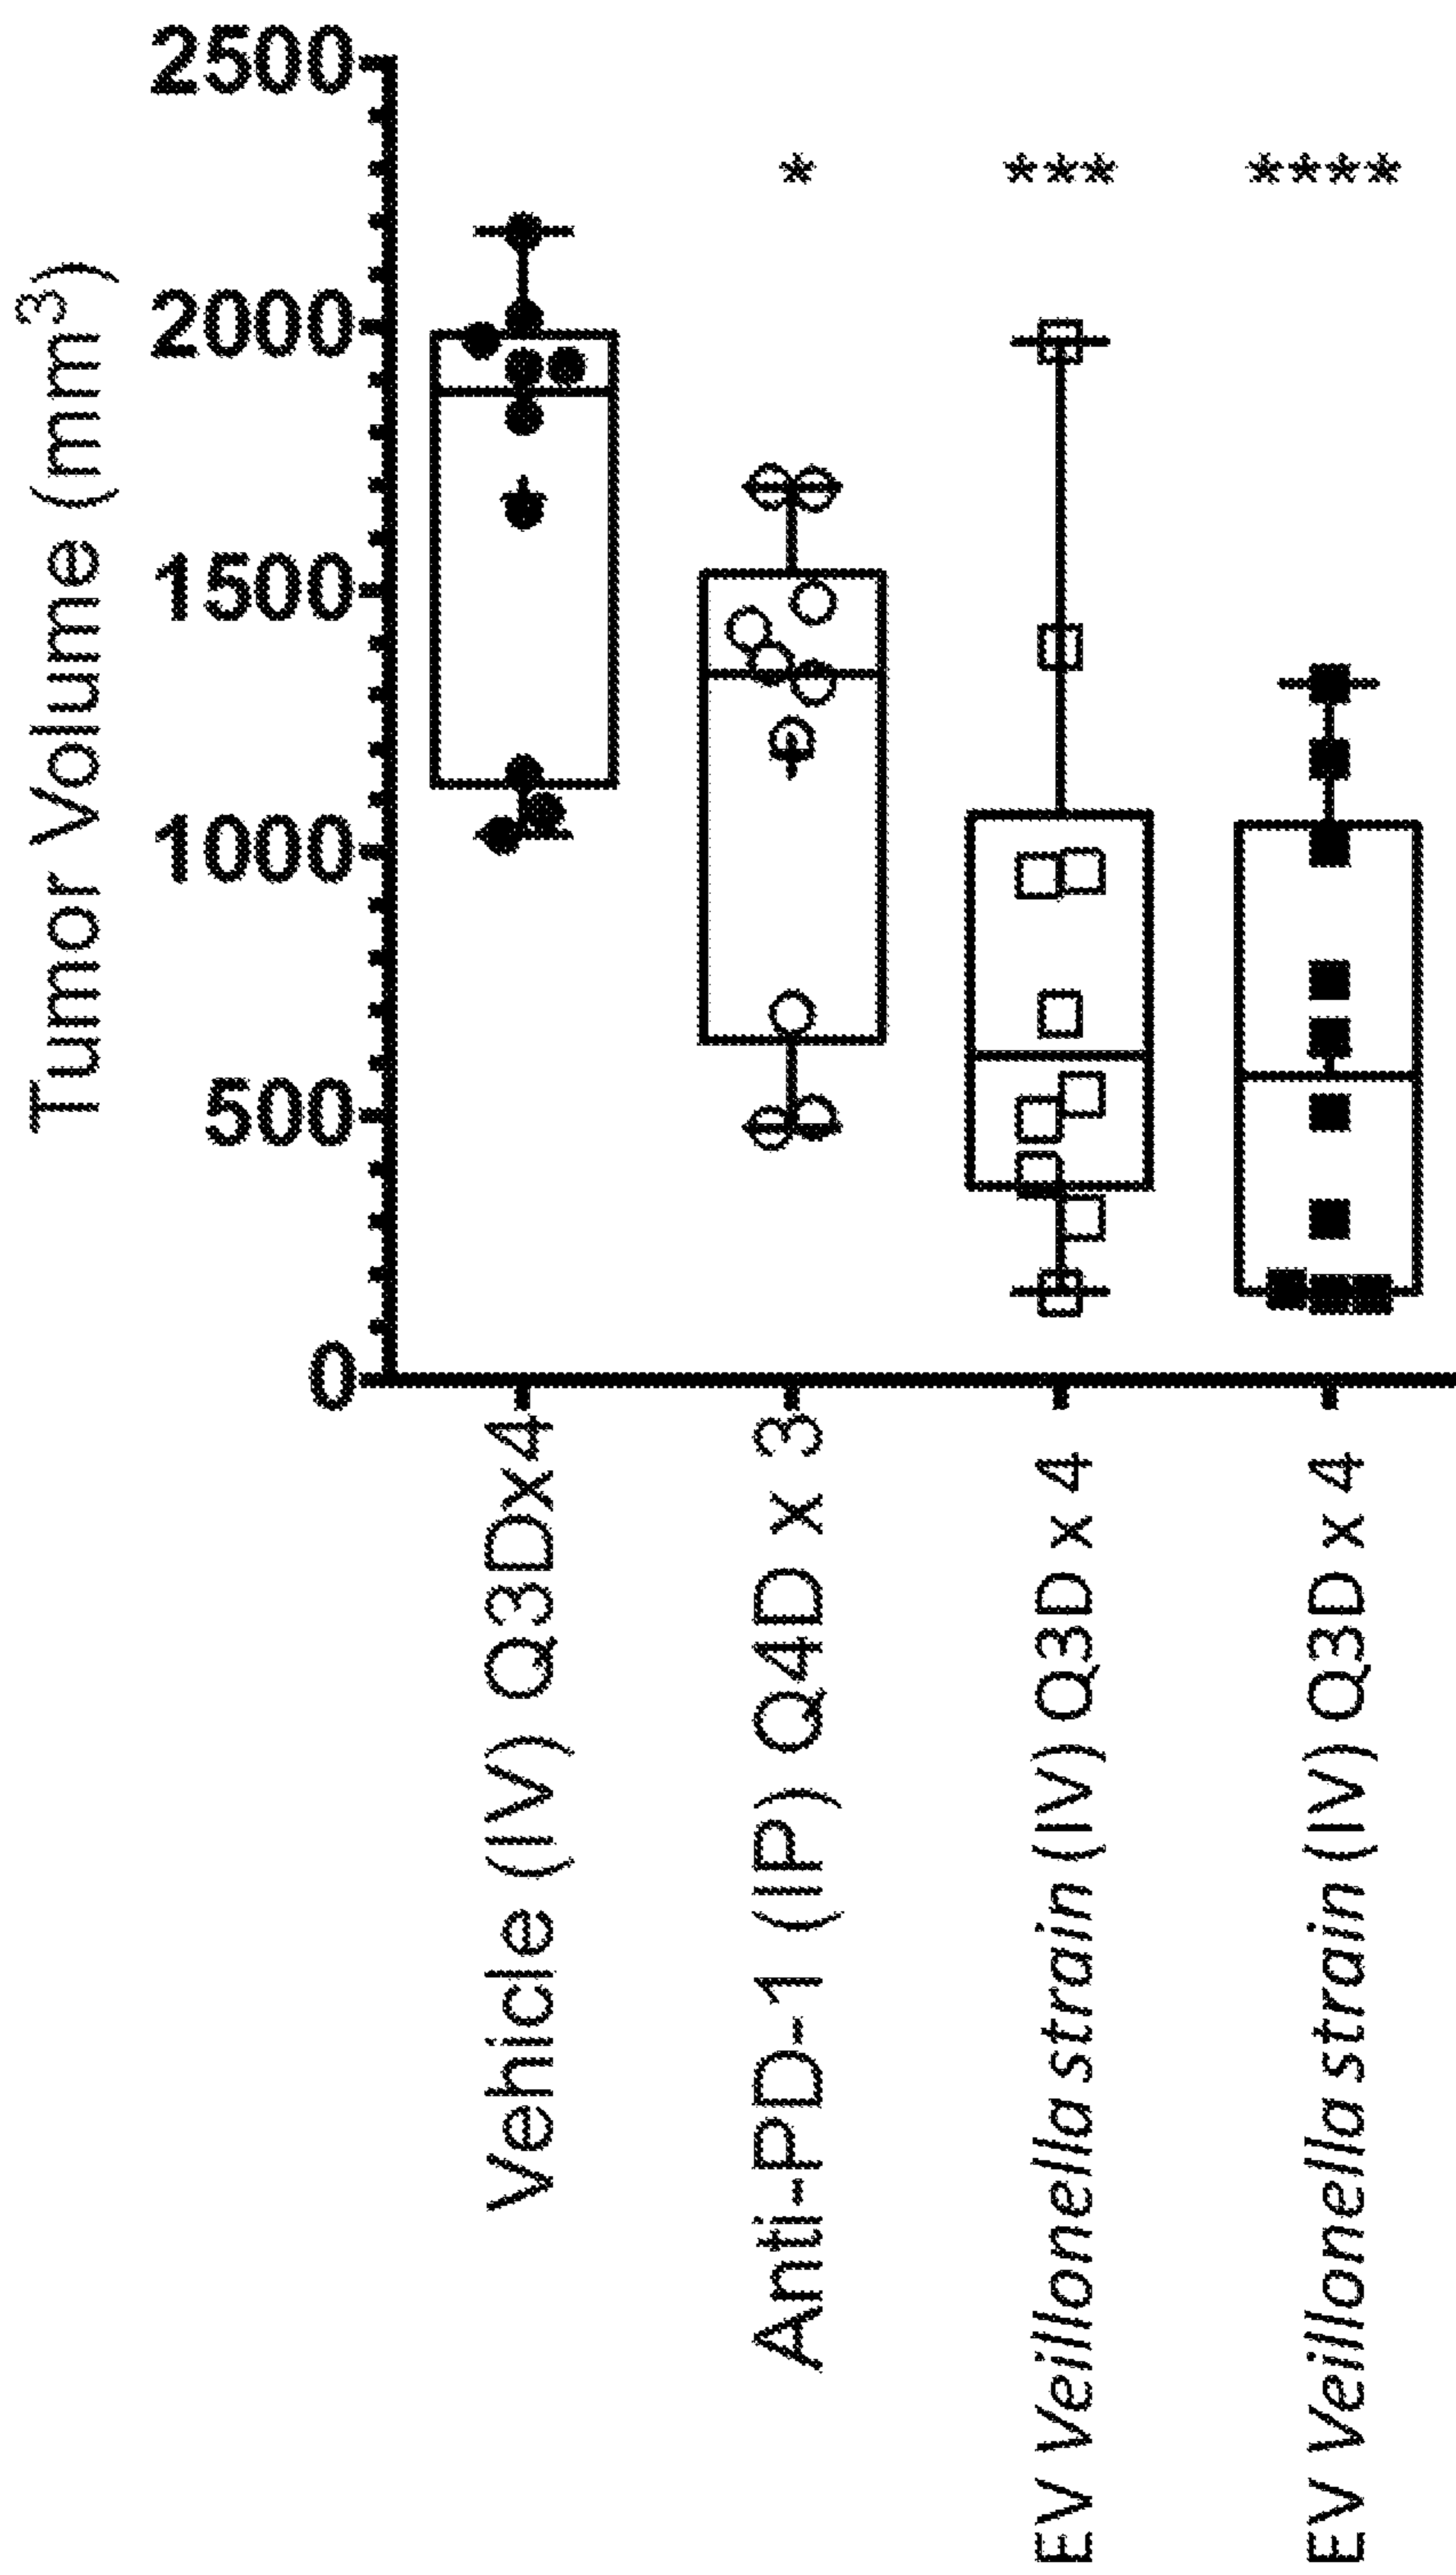 Tumor Volume (mm³)
2500
2000
1500
1000
500
0
*
***
****
Vehicle (IV) Q3Dx4
Anti-PD-1 (IP) Q4D x 3
EV Veillonella strain (IV) Q3D x 4
EV Veillonella strain (IV) Q3D x 4